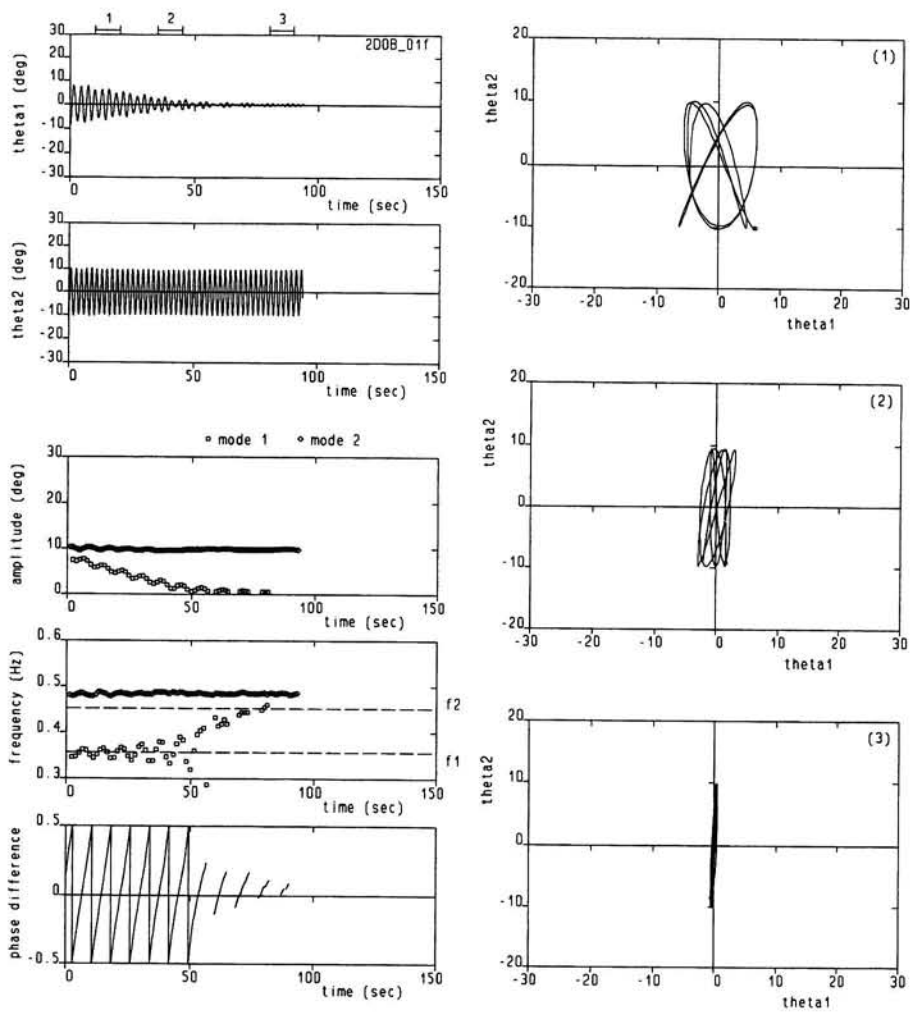 1 2 3
2D0B_01f
theta1 (deg)
30
20
10
0
-10
-20
-30
0 50 100 150
time (sec)
theta2 (deg)
30
20
10
0
-10
-20
-30
0 50 100 150
time (sec)
mode 1 mode 2
amplitude (deg)
30
20
10
0
0 50 100 150
time (sec)
frequency (Hz)
0.6
0.5
0.4
0.3
f2
f1
0 50 100 150
time (sec)
phase difference
0.5
0
-0.5
0 50 100 150
time (sec)
(1)
theta2
20
10
0
-10
-20
-30 -20 -10 0 10 20 30
theta1
(2)
theta2
20
10
0
-10
-20
-30 -20 -10 0 10 20 30
theta1
(3)
theta2
20
10
0
-10
-20
-30 -20 -10 0 10 20 30
theta1